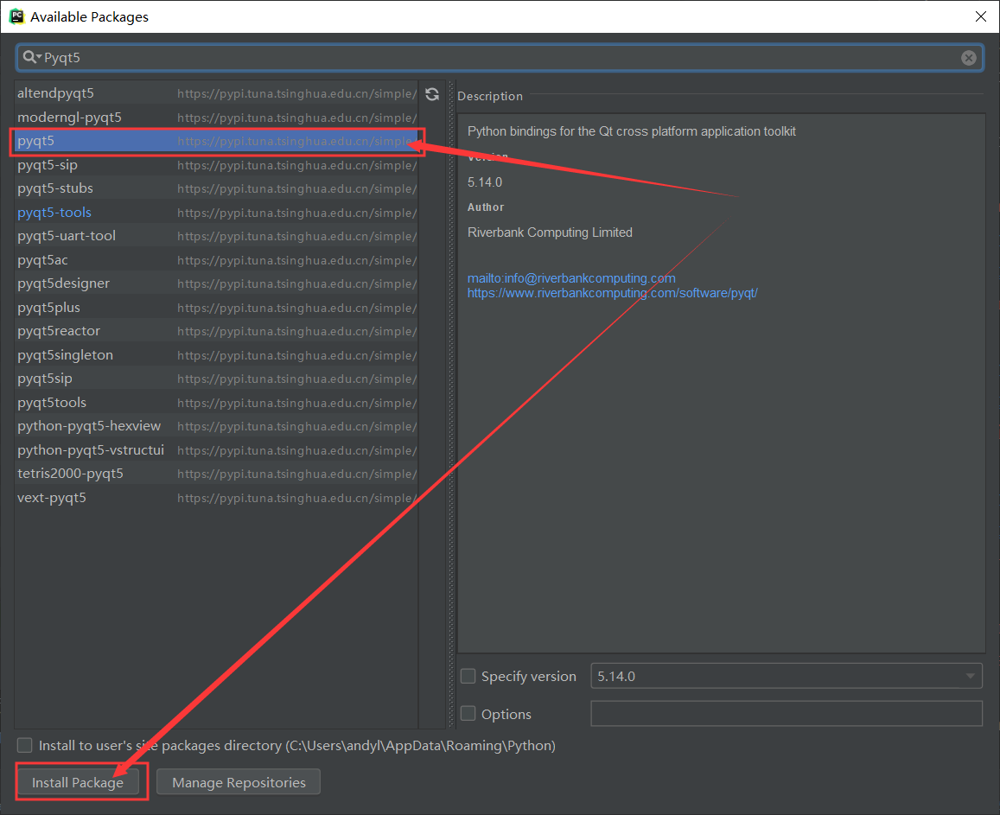 Available Packages
Pyqt5
altendpyqt5 https://pypi.tuna.tsinghua.edu.cn/simple/
moderngl-pyqt5 https://pypi.tuna.tsinghua.edu.cn/simple/
pyqt5 https://pypi.tuna.tsinghua.edu.cn/simple/
pyqt5-sip https://pypi.tuna.tsinghua.edu.cn/simple/
pyqt5-stubs https://pypi.tuna.tsinghua.edu.cn/simple/
pyqt5-tools https://pypi.tuna.tsinghua.edu.cn/simple/
pyqt5-uart-tool https://pypi.tuna.tsinghua.edu.cn/simple/
pyqt5ac https://pypi.tuna.tsinghua.edu.cn/simple/
pyqt5designer https://pypi.tuna.tsinghua.edu.cn/simple/
pyqt5plus https://pypi.tuna.tsinghua.edu.cn/simple/
pyqt5reactor https://pypi.tuna.tsinghua.edu.cn/simple/
pyqt5singleton https://pypi.tuna.tsinghua.edu.cn/simple/
pyqt5sip https://pypi.tuna.tsinghua.edu.cn/simple/
pyqt5tools https://pypi.tuna.tsinghua.edu.cn/simple/
python-pyqt5-hexview https://pypi.tuna.tsinghua.edu.cn/simple/
python-pyqt5-vstructui https://pypi.tuna.tsinghua.edu.cn/simple/
tetris2000-pyqt5 https://pypi.tuna.tsinghua.edu.cn/simple/
vext-pyqt5 https://pypi.tuna.tsinghua.edu.cn/simple/
Description
Python bindings for the Qt cross platform application toolkit
Version
5.14.0
Author
Riverbank Computing Limited
mailto:info@riverbankcomputing.com
https://www.riverbankcomputing.com/software/pyqt/
Specify version 5.14.0
Options
Install to user's site packages directory (C:\Users\andyl\AppData\Roaming\Python)
Install Package Manage Repositories